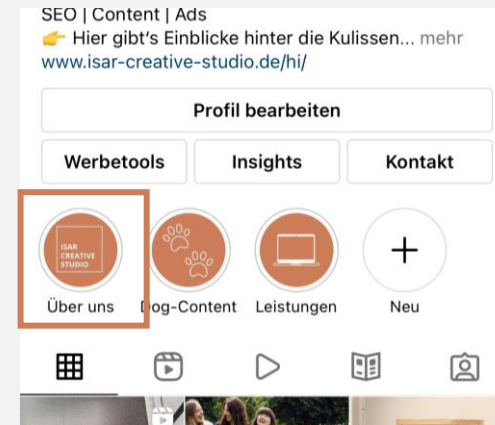 SEO | Content | Ads
👉 Hier gibt's Einblicke hinter die Kulissen... mehr
www.isar-creative-studio.de/hi/
Profil bearbeiten
Werbetools Insights Kontakt
ISAR
CREATIVE
STUDIO
Über uns Dog-Content Leistungen Neu